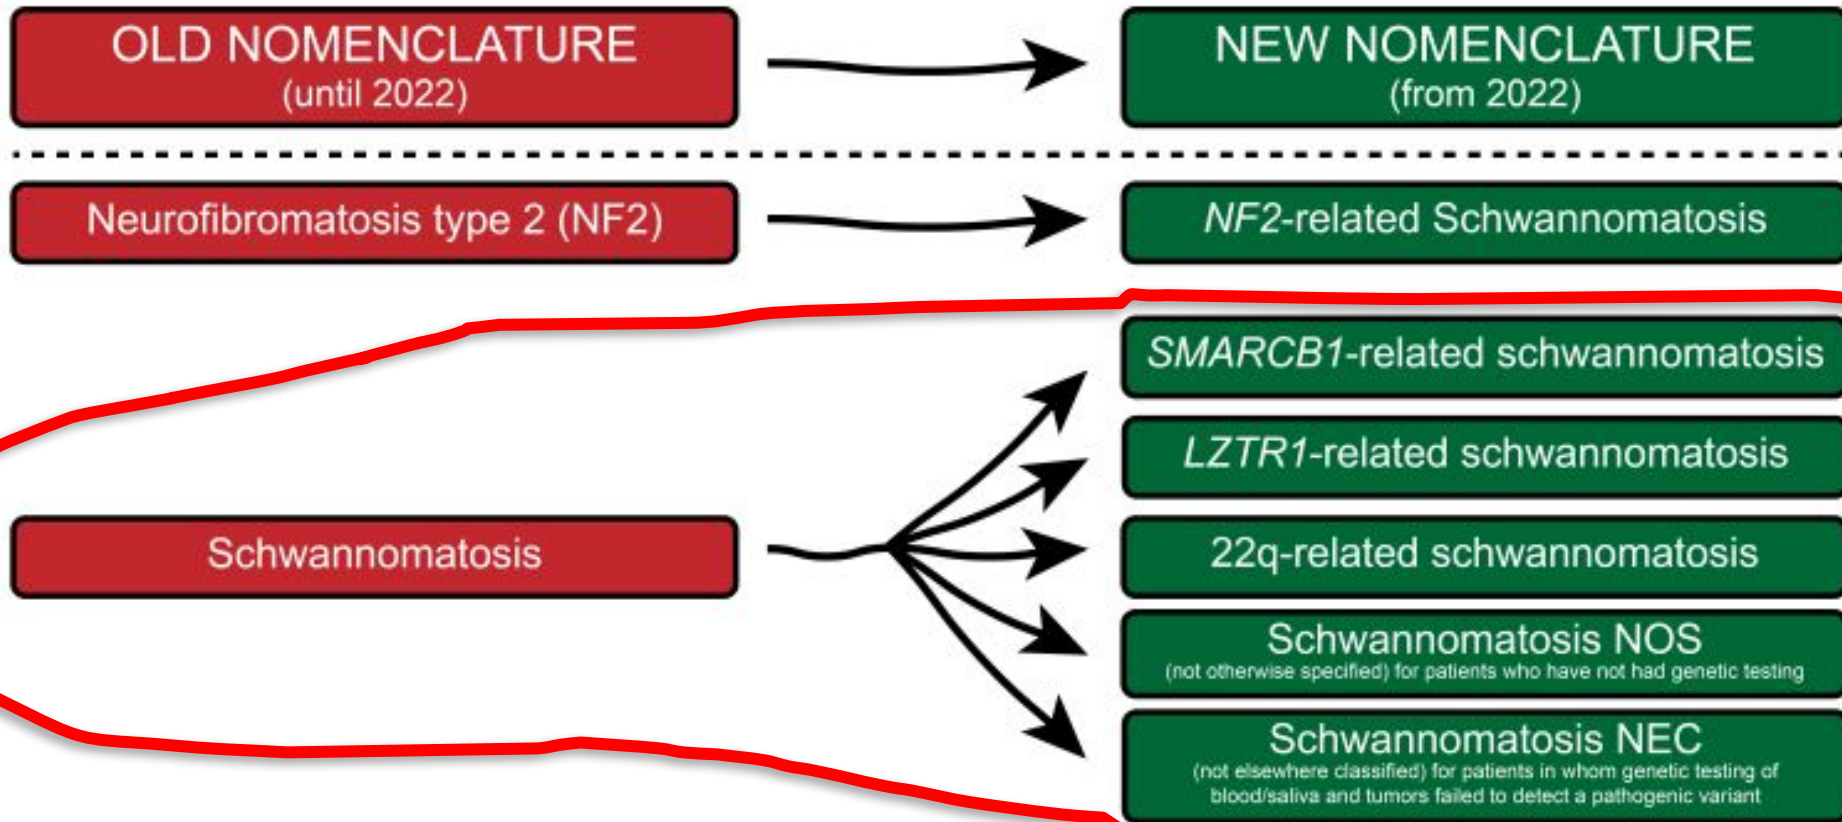 OLD NOMENCLATURE
(until 2022)
NEW NOMENCLATURE
(from 2022)
Neurofibromatosis type 2 (NF2)
NF2-related Schwannomatosis
Schwannomatosis
SMARCB1-related schwannomatosis
LZTR1-related schwannomatosis
22q-related schwannomatosis
Schwannomatosis NOS
(not otherwise specified) for patients who have not had genetic testing
Schwannomatosis NEC
(not elsewhere classified) for patients in whom genetic testing of
blood/saliva and tumors failed to detect a pathogenic variant